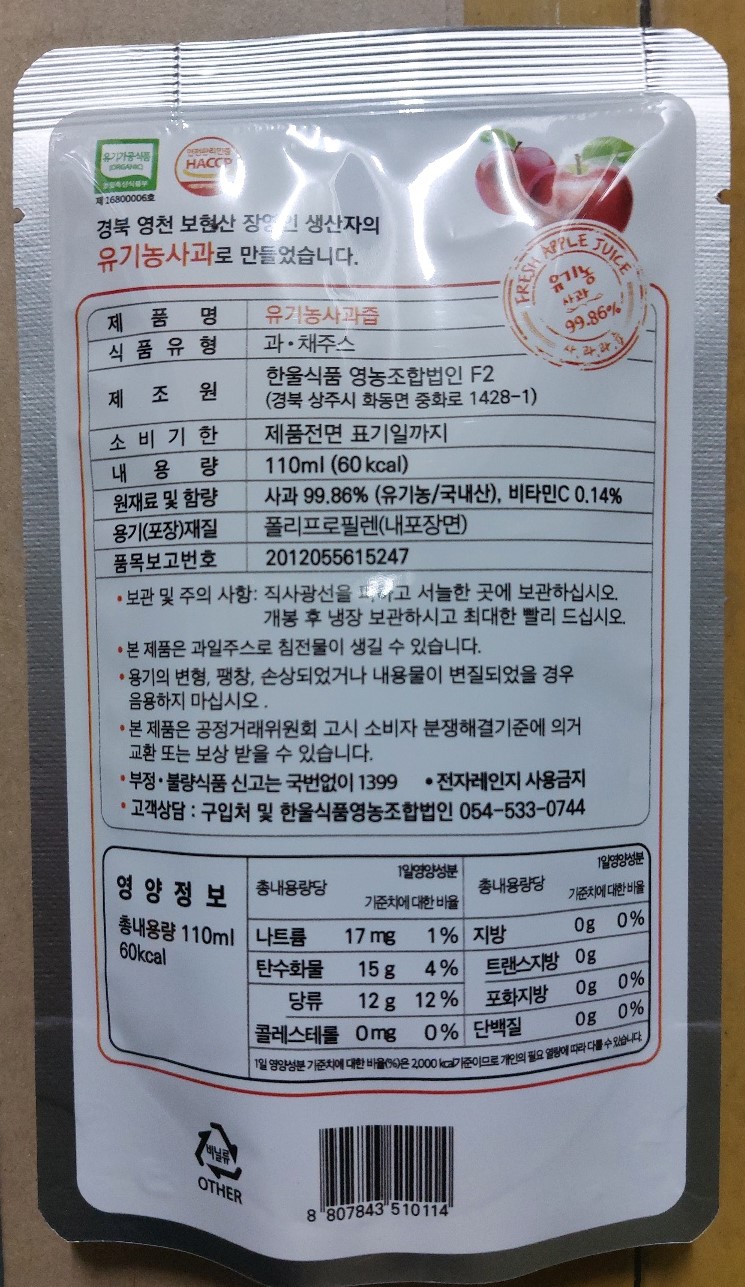 유기가공식품
(ORGANIC)
농림축산식품부
제16800006호
안전관리인증
HACCP
경북 영천 보현산 장영 생산자의
유기농사과로 만들었습니다.
FRESH APPLE JUICE
유기농
사과
99.86%
제 품 명 유기농사과즙
식 품 유 형 과·채주스
제 조 원 한울식품 영농조합법인 F2
(경북 상주시 화동면 중화로 1428-1)
소 비 기 한 제품전면 표기일까지
내 용 량 110ml (60 kcal)
원재료 및 함량 사과 99.86% (유기농/국내산), 비타민C 0.14%
용기(포장)재질 폴리프로필렌(내포장면)
품목보고번호 2012055615247
• 보관 및 주의 사항: 직사광선을 피하고 서늘한 곳에 보관하십시오.
개봉 후 냉장 보관하시고 최대한 빨리 드십시오.
• 본 제품은 과일주스로 침전물이 생길 수 있습니다.
• 용기의 변형, 팽창, 손상되었거나 내용물이 변질되었을 경우
음용하지 마십시오.
• 본 제품은 공정거래위원회 고시 소비자 분쟁해결기준에 의거
교환 또는 보상 받을 수 있습니다.
• 부정·불량식품 신고는 국번없이 1399 • 전자레인지 사용금지
• 고객상담 : 구입처 및 한울식품영농조합법인 054-533-0744
영 양 정 보
총내용량 110ml
60kcal
총내용량당 1일영양성분 기준치에 대한 비율 총내용량당 1일영양성분 기준치에 대한 비율
나트륨 17 mg 1% 지방 0g 0%
탄수화물 15 g 4% 트랜스지방 0g
당류 12 g 12% 포화지방 0g 0%
콜레스테롤 0 mg 0% 단백질 0g 0%
1일 영양성분 기준치에 대한 비율(%)은 2,000 kcal기준이므로 개인의 필요 열량에 따라 다를 수 있습니다.
비닐류
OTHER
8 807843 510114